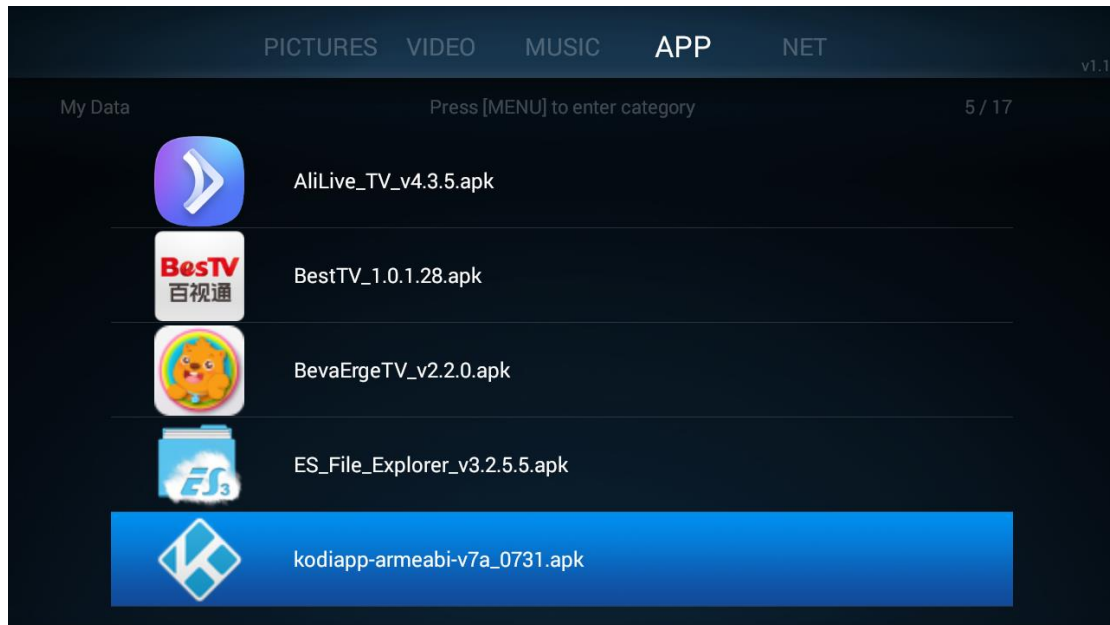 PICTURES VIDEO MUSIC APP NET
v1.1
My Data Press [MENU] to enter category 5 / 17
AliLive_TV_v4.3.5.apk
BesTV
百视通
BestTV_1.0.1.28.apk
BevaErgeTV_v2.2.0.apk
ES3
ES_File_Explorer_v3.2.5.5.apk
kodiapp-armeabi-v7a_0731.apk